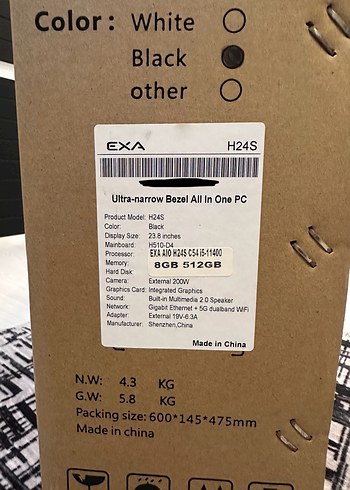 Color: White
Black
other
EXA H24S
Ultra-narrow Bezel All In One PC
Product Model: H24S
Color: Black
Display Size: 23.8 inches
Mainboard: H510-D4
Processor: EXA AIO H24S C54 i5-11400
Memory: 8GB 512GB
Hard Disk:
Camera: External 200W
Graphics Card: Integrated Graphics
Sound: Built-in Multimedia 2.0 Speaker
Network: Gigabit Ethernet + 5G dualband WiFi
Adapter: External 19V-6.3A
Manufacturer: Shenzhen,China
Made in China
N.W: 4.3 KG
G.W: 5.8 KG
Packing size: 600*145*475mm
Made in china